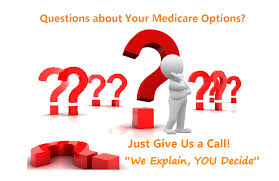 Questions about Your Medicare Options?
Just Give Us a Call!
"We Explain, YOU Decide"